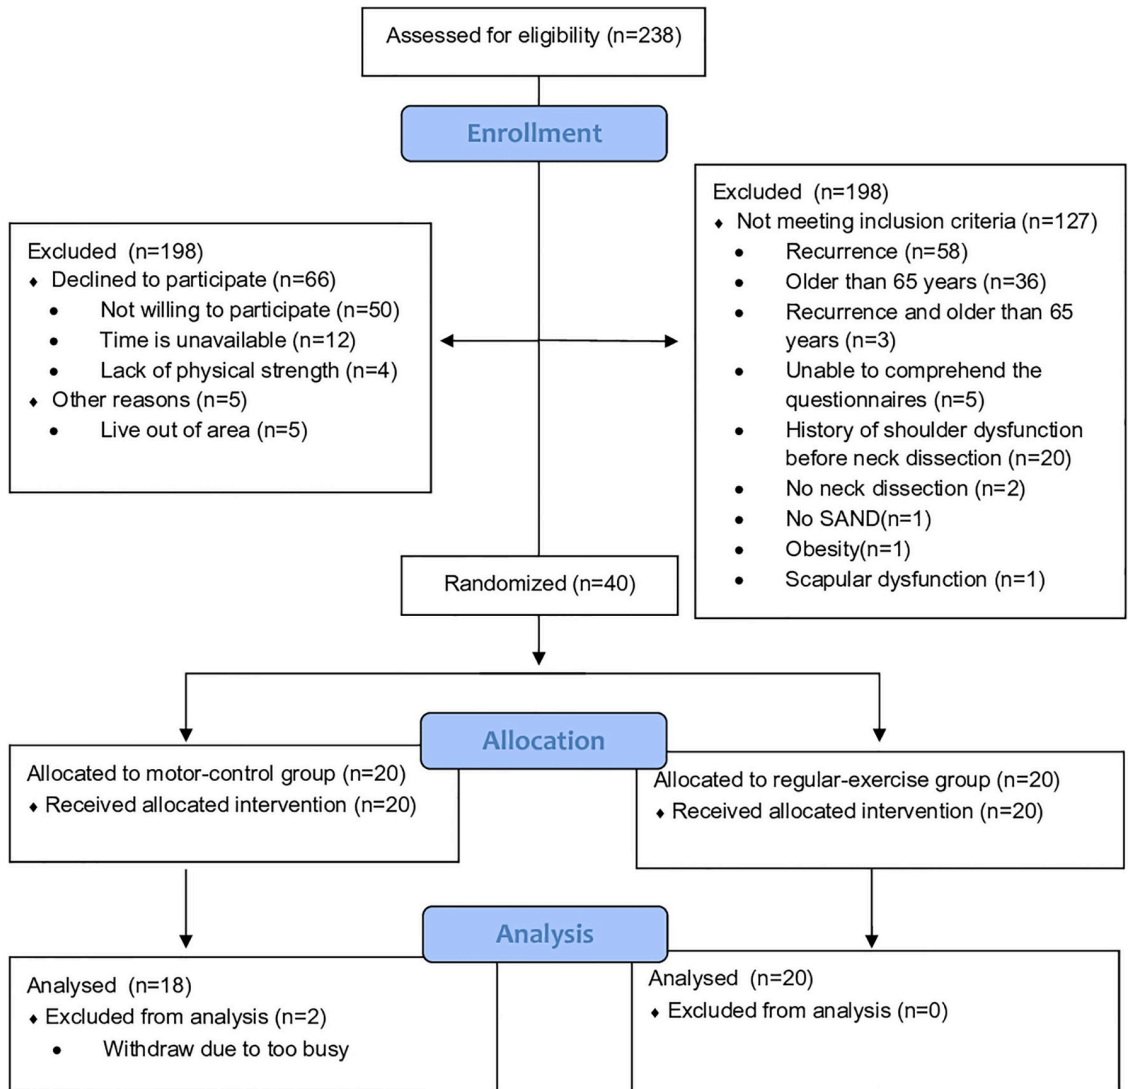 Assessed for eligibility (n=238)
Enrollment
Excluded (n=198)
♦ Declined to participate (n=66)
• Not willing to participate (n=50)
• Time is unavailable (n=12)
• Lack of physical strength (n=4)
♦ Other reasons (n=5)
• Live out of area (n=5)
Excluded (n=198)
♦ Not meeting inclusion criteria (n=127)
• Recurrence (n=58)
• Older than 65 years (n=36)
• Recurrence and older than 65
years (n=3)
• Unable to comprehend the
questionnaires (n=5)
• History of shoulder dysfunction
before neck dissection (n=20)
• No neck dissection (n=2)
• No SAND(n=1)
• Obesity(n=1)
• Scapular dysfunction (n=1)
Randomized (n=40)
Allocation
Allocated to motor-control group (n=20)
♦ Received allocated intervention (n=20)
Allocated to regular-exercise group (n=20)
♦ Received allocated intervention (n=20)
Analysis
Analysed (n=18)
♦ Excluded from analysis (n=2)
• Withdraw due to too busy
Analysed (n=20)
♦ Excluded from analysis (n=0)